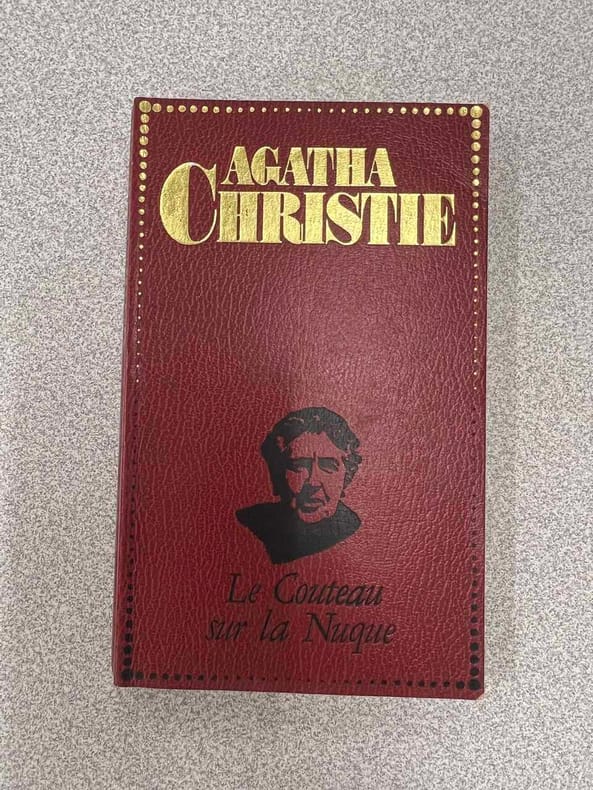 AGATHA
CHRISTIE
Le Couteau
sur la Nuque